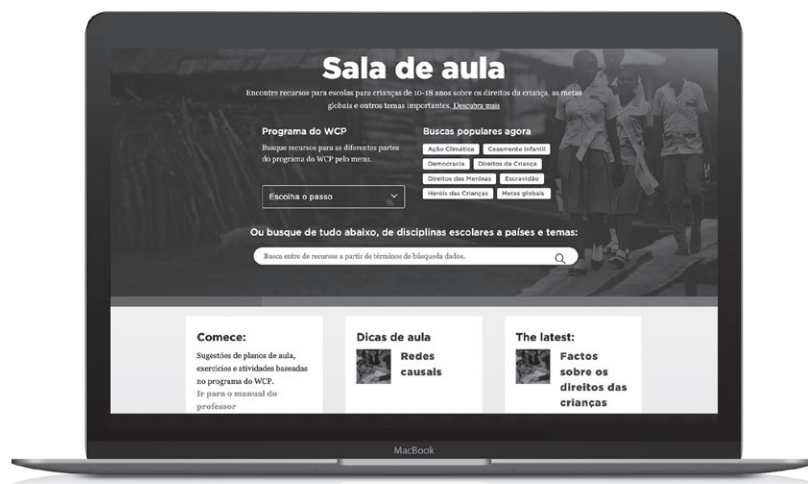 Sala de aula
Encontre recursos para escolas para crianças de 10-18 anos sobre os direitos da criança, as metas
globais e outros temas importantes. Descubra mais
Programa do WCP
Busque recursos para as diferentes partes
do programa do WCP pelo menu.
Escolha o passo
Buscas populares agora
Ação Climática Casamento infantil
Democracia Direitos da Criança
Direitos das Meninas Escravidão
Heróis das Crianças Metas globais
Ou busque de tudo abaixo, de disciplinas escolares a países e temas:
Busca entre de recursos a partir de términos de búsqueda dados.
Comece:
Sugestões de planos de aula,
exercícios e atividades baseadas
no programa do WCP.
Ir para o manual do
professor
Dicas de aula
Redes
causais
The latest:
Factos
sobre os
direitos das
crianças
MacBook